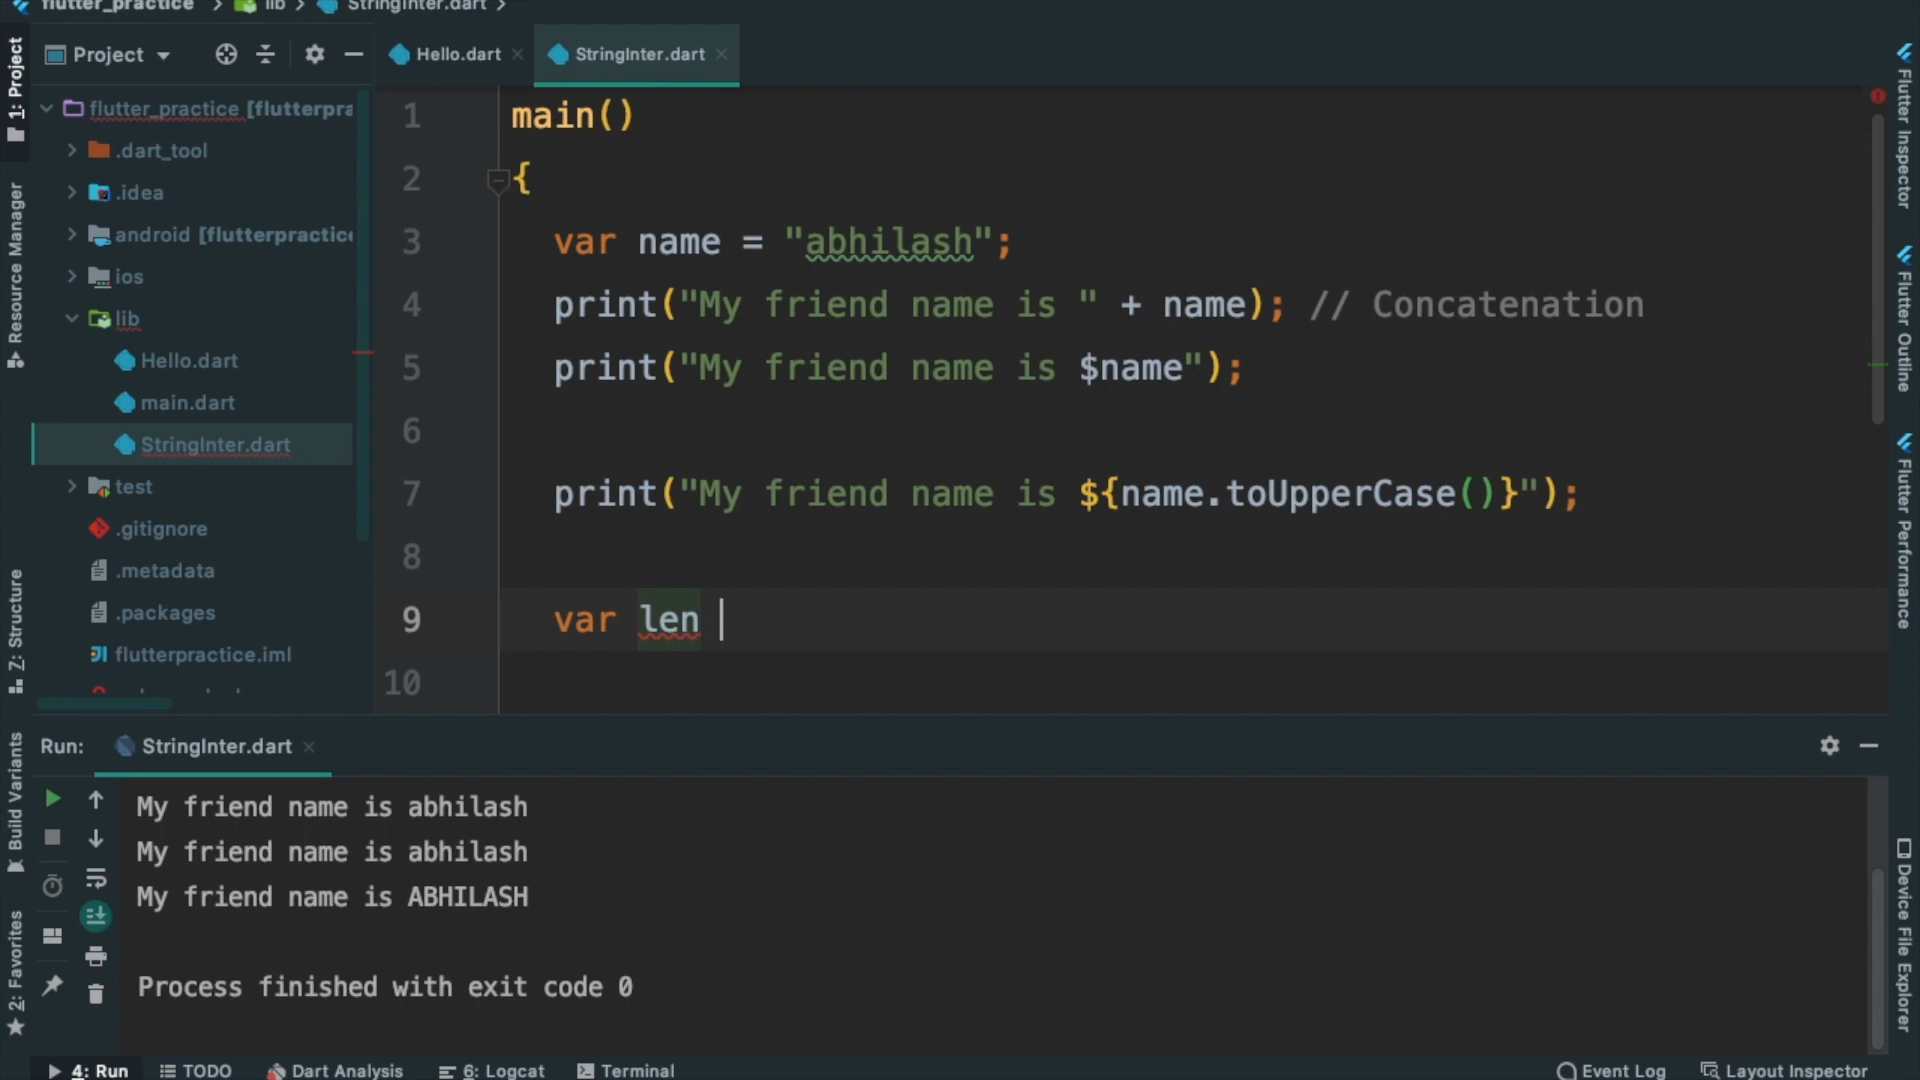 flutter_practice > lib > StringInter.dart >
Project
Hello.dart
StringInter.dart
1: Project
Resource Manager
Z: Structure
Build Variants
2: Favorites
flutter_practice [flutterpra
.dart_tool
.idea
android [flutterpractice
ios
lib
Hello.dart
main.dart
StringInter.dart
test
.gitignore
.metadata
.packages
flutterpractice.iml
1 main()
2 {
3 var name = "abhilash";
4 print("My friend name is " + name); // Concatenation
5 print("My friend name is $name");
6
7 print("My friend name is ${name.toUpperCase()}");
8
9 var len
10
Flutter Inspector
Flutter Outline
Flutter Performance
Device File Explorer
Run: StringInter.dart
My friend name is abhilash
My friend name is abhilash
My friend name is ABHILASH
Process finished with exit code 0
4: Run TODO Dart Analysis 6: Logcat Terminal Event Log Layout Inspector